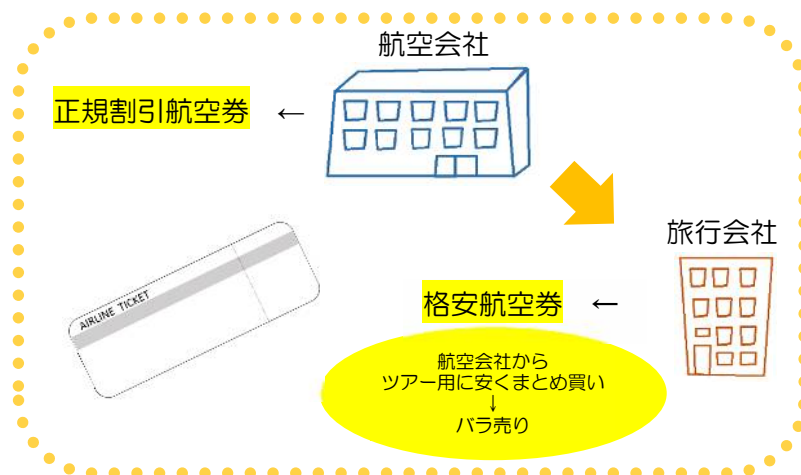 航空会社
正規割引航空券 ←
旅行会社
AIRLINE TICKET
格安航空券 ←
航空会社から
ツアー用に安くまとめ買い
↓
バラ売り